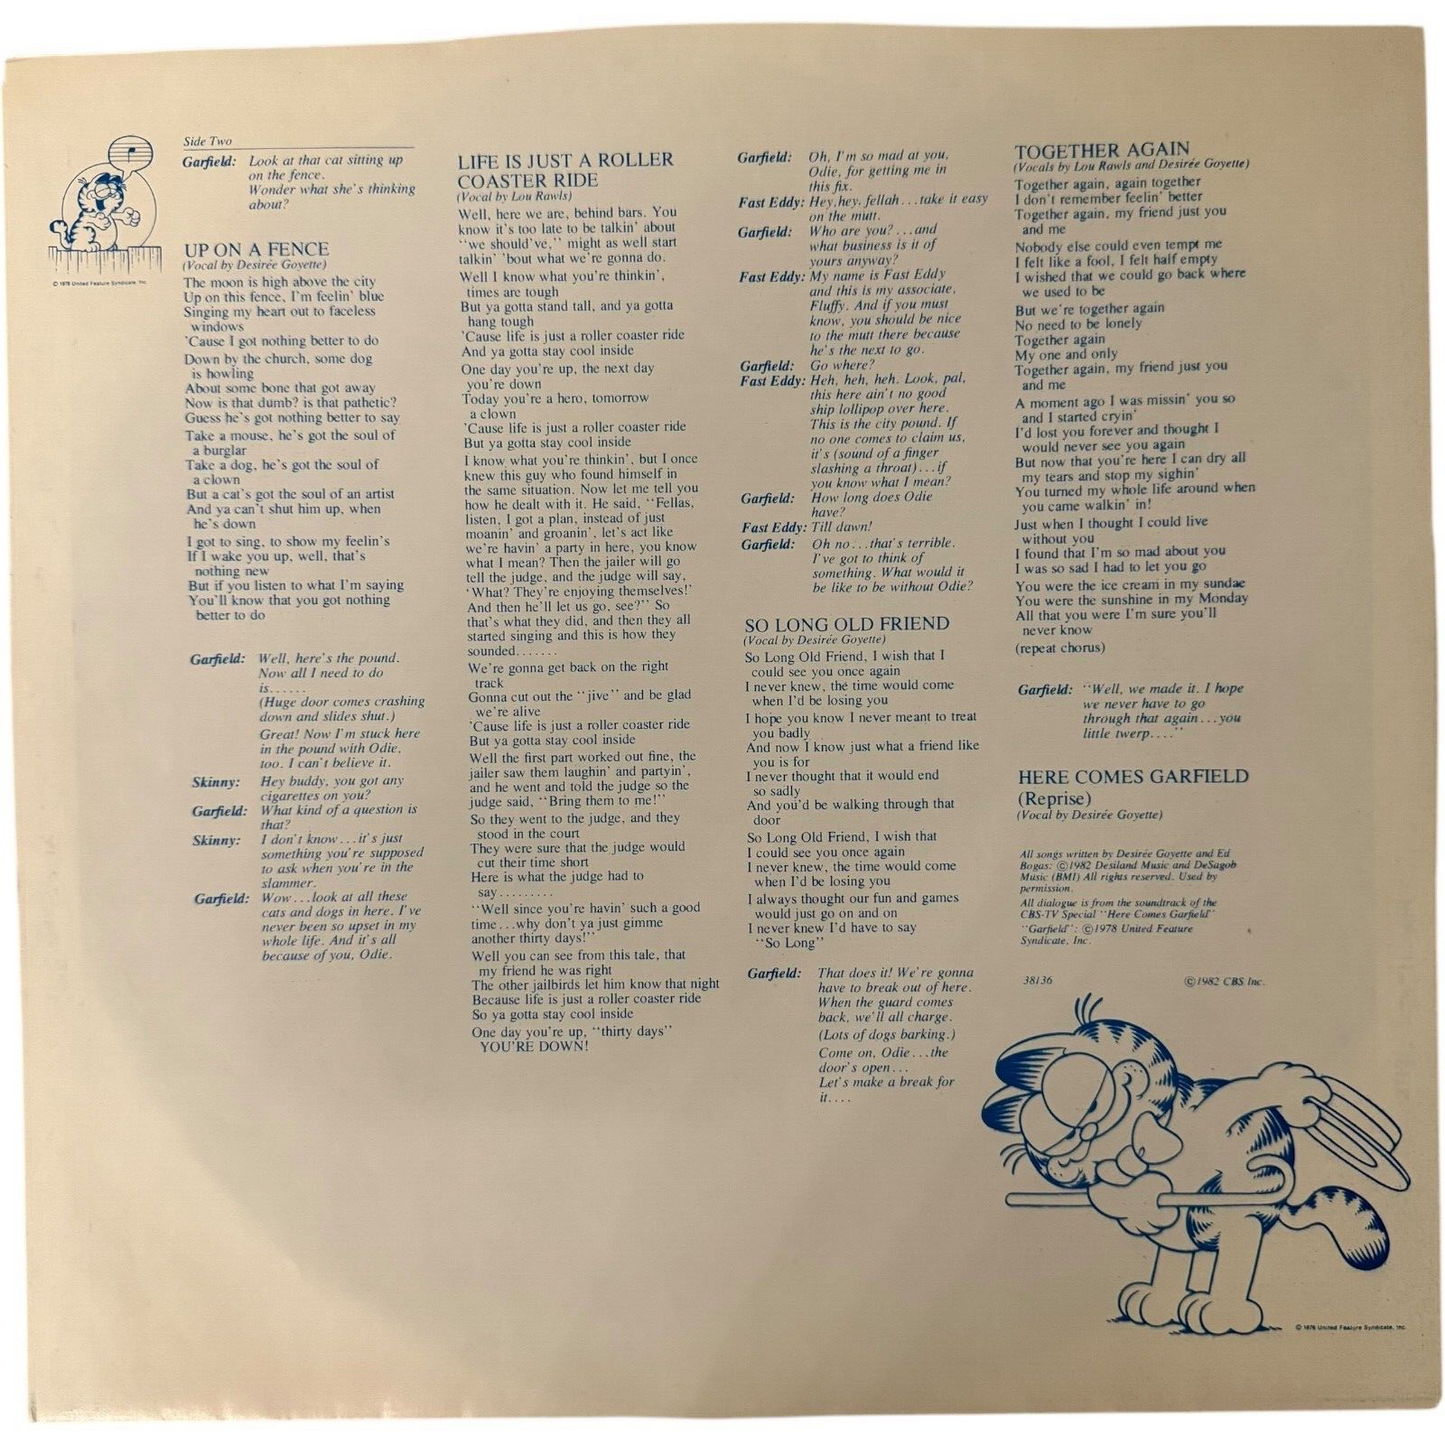 Side Two
Garfield: Look at that cat sitting up
on the fence.
Wonder what she's thinking
about?
UP ON A FENCE
(Vocal by Desirée Goyette)
The moon is high above the city
Up on this fence, I'm feelin' blue
Singing my heart out to faceless
windows
'Cause I got nothing better to do
Down by the church, some dog
is howling
About some bone that got away
Now is that dumb? is that pathetic?
Guess he's got nothing better to say
Take a mouse, he's got the soul of
a burglar
Take a dog, he's got the soul of
a clown
But a cat's got the soul of an artist
And ya can't shut him up, when
he's down
I got to sing, to show my feelin's
If I wake you up, well, that's
nothing new
But if you listen to what I'm saying
You'll know that you got nothing
better to do
Garfield: Well, here's the pound.
Now all I need to do
is......
(Huge door comes crashing
down and slides shut.)
Great! Now I'm stuck here
in the pound with Odie,
too. I can't believe it.
Skinny: Hey buddy, you got any
cigarettes on you?
Garfield: What kind of a question is
that?
Skinny: I don't know...it's just
something you're supposed
to ask when you're in the
slammer.
Garfield: Wow...look at all these
cats and dogs in here. I've
never been so upset in my
whole life. And it's all
because of you, Odie.
© 1978 United Feature Syndicate, Inc.
LIFE IS JUST A ROLLER
COASTER RIDE
(Vocal by Lou Rawls)
Well, here we are, behind bars. You
know it's too late to be talkin' about
"we should've," might as well start
talkin' 'bout what we're gonna do.
Well I know what you're thinkin',
times are tough
But ya gotta stand tall, and ya gotta
hang tough
'Cause life is just a roller coaster ride
And ya gotta stay cool inside
One day you're up, the next day
you're down
Today you're a hero, tomorrow
a clown
'Cause life is just a roller coaster ride
But ya gotta stay cool inside
I know what you're thinkin', but I once
knew this guy who found himself in
the same situation. Now let me tell you
how he dealt with it. He said, "Fellas,
listen, I got a plan, instead of just
moanin' and groanin', let's act like
we're havin' a party in here, you know
what I mean? Then the jailer will go
tell the judge, and the judge will say,
'What? They're enjoying themselves!'
And then he'll let us go, see?" So
that's what they did, and then they all
started singing and this is how they
sounded.......
We're gonna get back on the right
track
Gonna cut out the "jive" and be glad
we're alive
'Cause life is just a roller coaster ride
But ya gotta stay cool inside
Well the first part worked out fine, the
jailer saw them laughin' and partyin',
and he went and told the judge so the
judge said, "Bring them to me!"
So they went to the judge, and they
stood in the court
They were sure that the judge would
cut their time short
Here is what the judge had to
say.........
"Well since you're havin' such a good
time...why don't ya just gimme
another thirty days!"
Well you can see from this tale, that
my friend he was right
The other jailbirds let him know that night
Because life is just a roller coaster ride
So ya gotta stay cool inside
One day you're up, "thirty days"
YOU'RE DOWN!
Garfield: Oh, I'm so mad at you,
Odie, for getting me in
this fix.
Fast Eddy: Hey,hey, fellah...take it easy
on the mutt.
Garfield: Who are you?...and
what business is it of
yours anyway?
Fast Eddy: My name is Fast Eddy
and this is my associate,
Fluffy. And if you must
know, you should be nice
to the mutt there because
he's the next to go.
Garfield: Go where?
Fast Eddy: Heh, heh, heh. Look, pal,
this here ain't no good
ship lollipop over here.
This is the city pound. If
no one comes to claim us,
it's (sound of a finger
slashing a throat)...if
you know what I mean?
Garfield: How long does Odie
have?
Fast Eddy: Till dawn!
Garfield: Oh no...that's terrible.
I've got to think of
something. What would it
be like to be without Odie?
SO LONG OLD FRIEND
(Vocal by Desirée Goyette)
So Long Old Friend, I wish that I
could see you once again
I never knew, the time would come
when I'd be losing you
I hope you know I never meant to treat
you badly
And now I know just what a friend like
you is for
I never thought that it would end
so sadly
And you'd be walking through that
door
So Long Old Friend, I wish that
I could see you once again
I never knew, the time would come
when I'd be losing you
I always thought our fun and games
would just go on and on
I never knew I'd have to say
"So Long"
Garfield: That does it! We're gonna
have to break out of here.
When the guard comes
back, we'll all charge.
(Lots of dogs barking.)
Come on, Odie...the
door's open...
Let's make a break for
it....
TOGETHER AGAIN
(Vocals by Lou Rawls and Desirée Goyette)
Together again, again together
I don't remember feelin' better
Together again, my friend just you
and me
Nobody else could even tempt me
I felt like a fool, I felt half empty
I wished that we could go back where
we used to be
But we're together again
No need to be lonely
Together again
My one and only
Together again, my friend just you
and me
A moment ago I was missin' you so
and I started cryin'
I'd lost you forever and thought I
would never see you again
But now that you're here I can dry all
my tears and stop my sighin'
You turned my whole life around when
you came walkin' in!
Just when I thought I could live
without you
I found that I'm so mad about you
I was so sad I had to let you go
You were the ice cream in my sundae
You were the sunshine in my Monday
All that you were I'm sure you'll
never know
(repeat chorus)
Garfield: "Well, we made it. I hope
we never have to go
through that again...you
little twerp...."
HERE COMES GARFIELD
(Reprise)
(Vocal by Desirée Goyette)
All songs written by Desirée Goyette and Ed
Bogas: ©1982 Desiland Music and DeSagob
Music (BMI) All rights reserved. Used by
permission.
All dialogue is from the soundtrack of the
CBS-TV Special "Here Comes Garfield"
"Garfield": ©1978 United Feature
Syndicate, Inc.
38136 ©1982 CBS Inc.
© 1978 United Feature Syndicate, Inc.